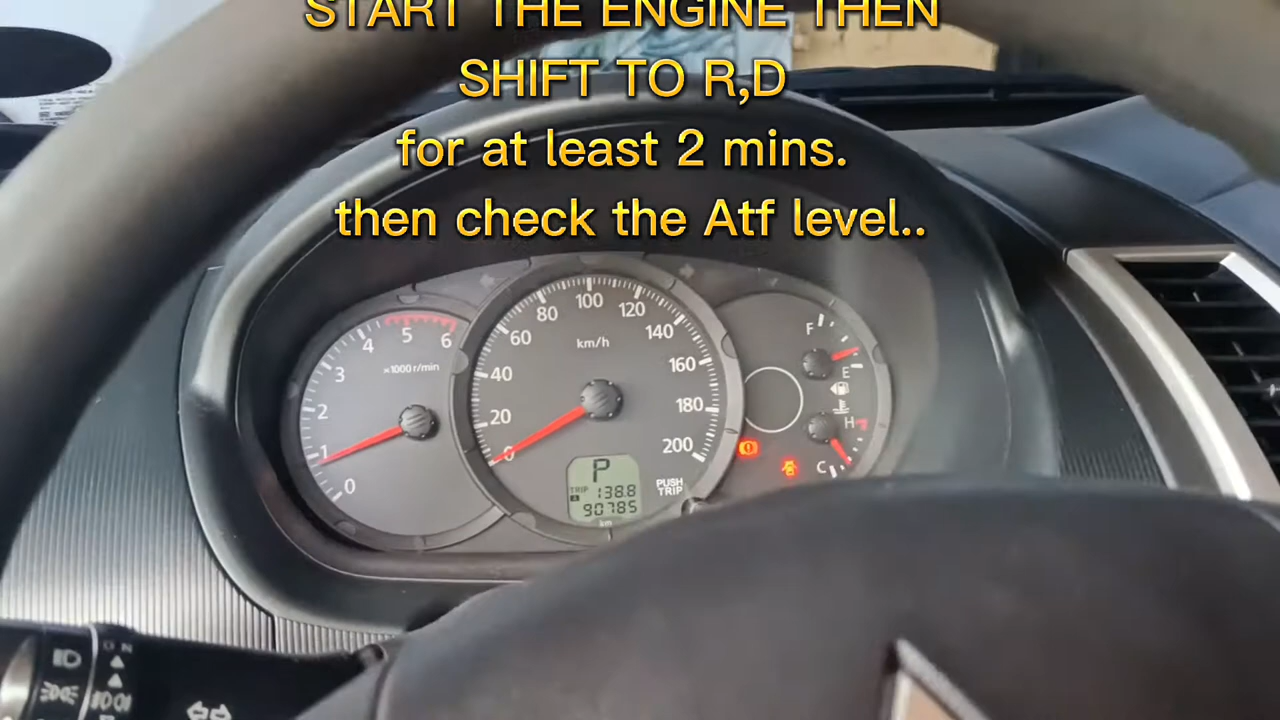 START THE ENGINE THEN
SHIFT TO R,D
for at least 2 mins.
then check the Atf level..
0
1
2
3
4
5
6
×1000 r/min
0
20
40
60
80
100
120
140
160
180
200
km/h
P
TRIP
A
138.8
90785
km
PUSH
TRIP
F
E
H
C